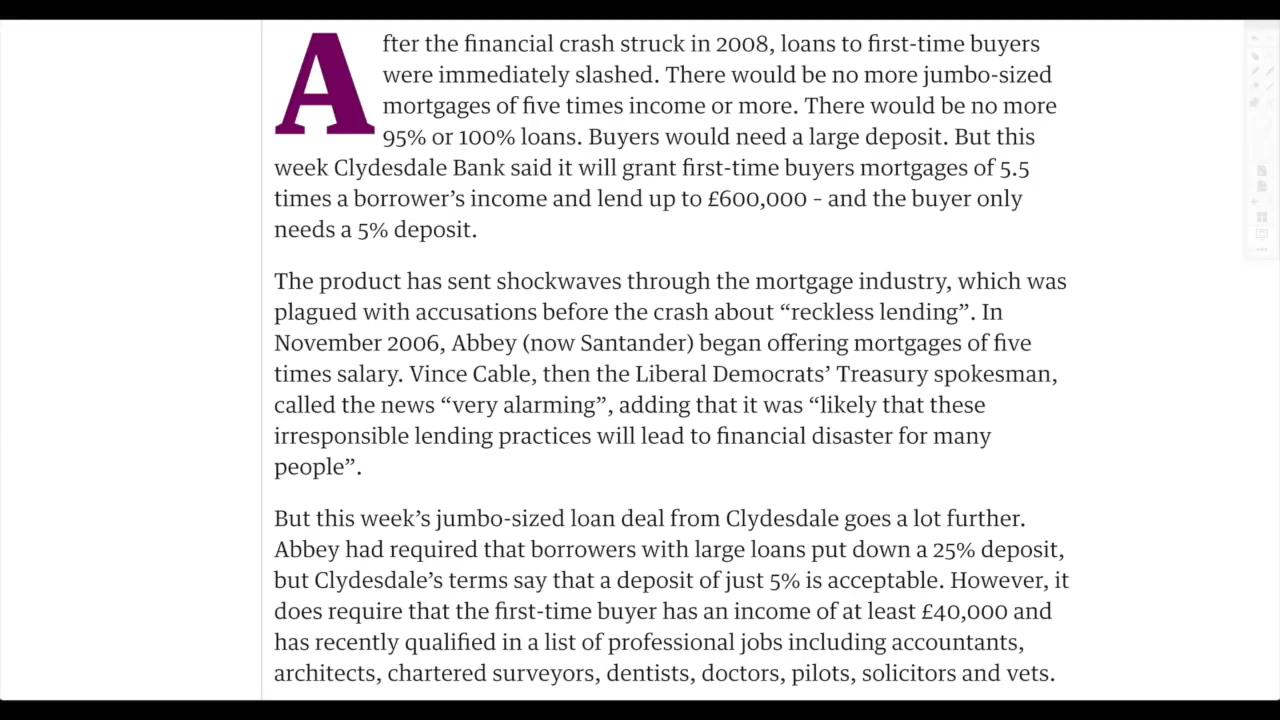 After the financial crash struck in 2008, loans to first-time buyers
were immediately slashed. There would be no more jumbo-sized
mortgages of five times income or more. There would be no more
95% or 100% loans. Buyers would need a large deposit. But this
week Clydesdale Bank said it will grant first-time buyers mortgages of 5.5
times a borrower’s income and lend up to £600,000 – and the buyer only
needs a 5% deposit.
The product has sent shockwaves through the mortgage industry, which was
plagued with accusations before the crash about “reckless lending”. In
November 2006, Abbey (now Santander) began offering mortgages of five
times salary. Vince Cable, then the Liberal Democrats’ Treasury spokesman,
called the news “very alarming”, adding that it was “likely that these
irresponsible lending practices will lead to financial disaster for many
people”.
But this week’s jumbo-sized loan deal from Clydesdale goes a lot further.
Abbey had required that borrowers with large loans put down a 25% deposit,
but Clydesdale’s terms say that a deposit of just 5% is acceptable. However, it
does require that the first-time buyer has an income of at least £40,000 and
has recently qualified in a list of professional jobs including accountants,
architects, chartered surveyors, dentists, doctors, pilots, solicitors and vets.